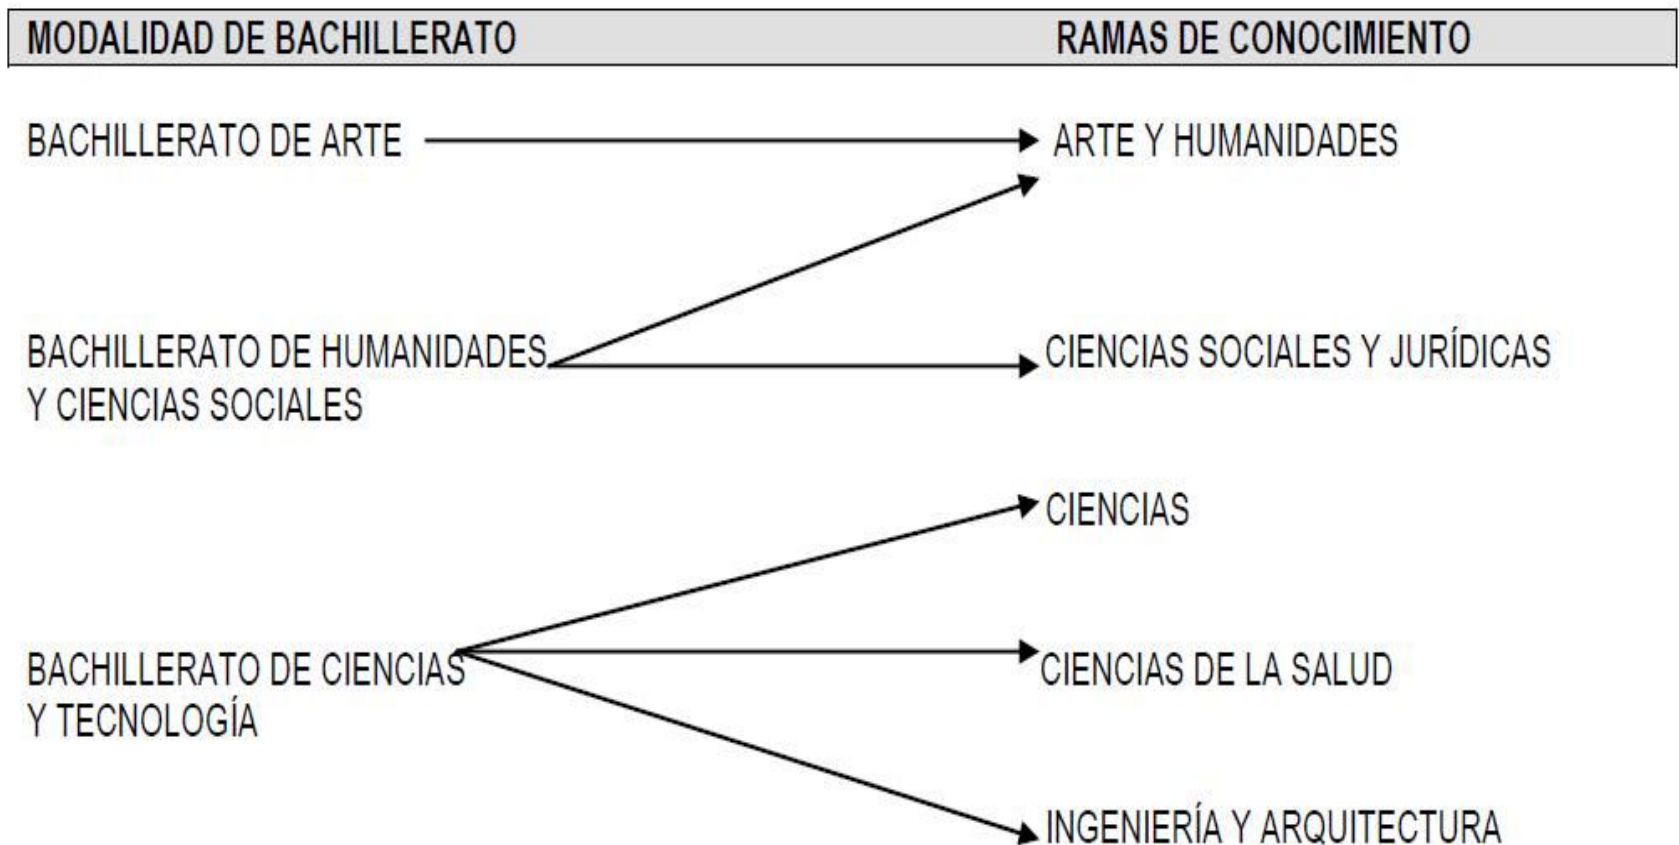 MODALIDAD DE BACHILLERATO RAMAS DE CONOCIMIENTO
BACHILLERATO DE ARTE ARTE Y HUMANIDADES
BACHILLERATO DE HUMANIDADES CIENCIAS SOCIALES Y JURÍDICAS
Y CIENCIAS SOCIALES
CIENCIAS
BACHILLERATO DE CIENCIAS CIENCIAS DE LA SALUD
Y TECNOLOGÍA
INGENIERÍA Y ARQUITECTURA